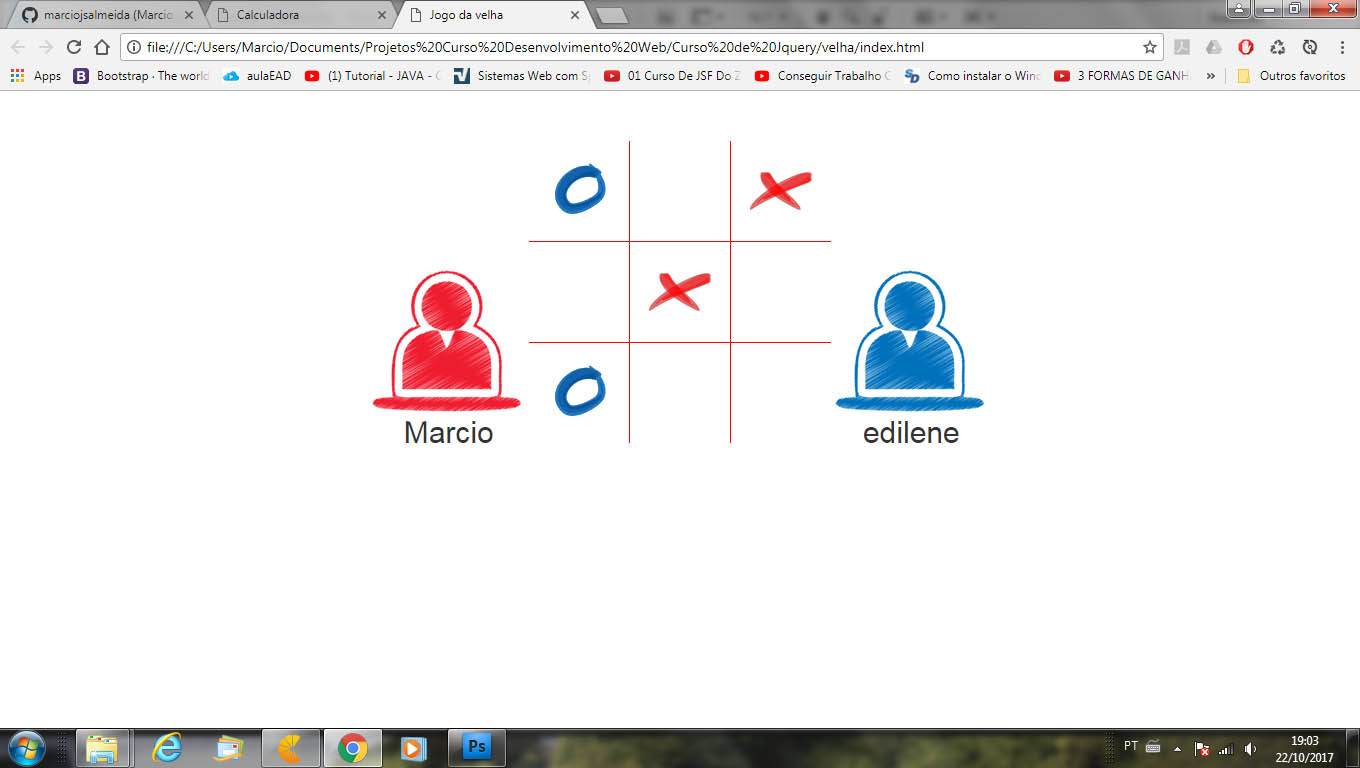 marciojsalmeida (Marcio
Calculadora
Jogo da velha
file:///C:/Users/Marcio/Documents/Projetos%20Curso%20Desenvolvimento%20Web/Curso%20de%20Jquery/velha/index.html
Apps
Bootstrap · The world
aulaEAD
(1) Tutorial - JAVA -
Sistemas Web com
01 Curso De JSF Do
Conseguir Trabalho
Como instalar o
3 FORMAS DE GANH
»
Outros favoritos
O X
X
O
Marcio
edilene
Ps
PT
19:03
22/10/2017